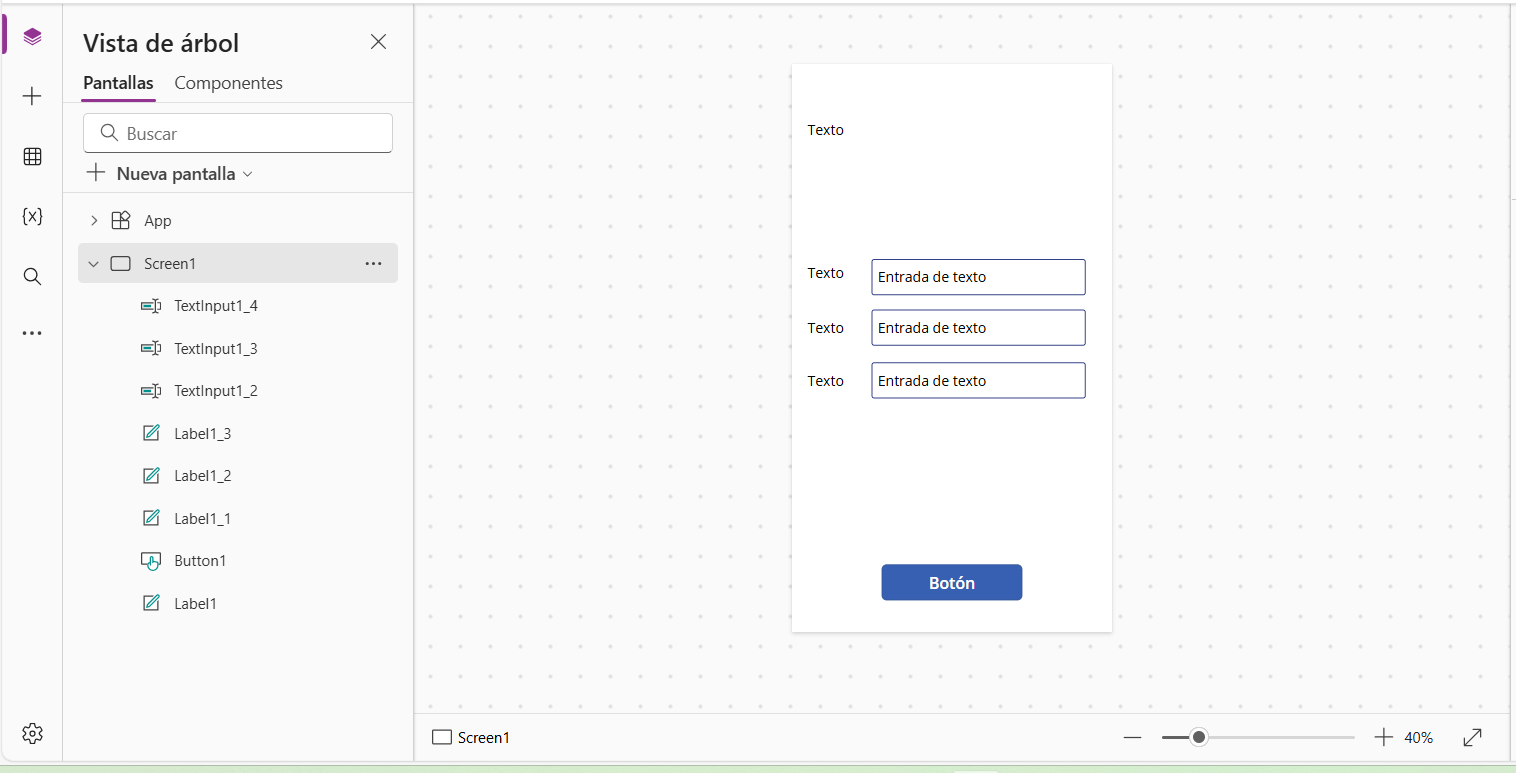 Vista de árbol
Pantallas Componentes
Buscar
Nueva pantalla
App
Screen1
TextInput1_4
TextInput1_3
TextInput1_2
Label1_3
Label1_2
Label1_1
Button1
Label1
Texto
Texto Entrada de texto
Texto Entrada de texto
Texto Entrada de texto
Botón
Screen1 40%